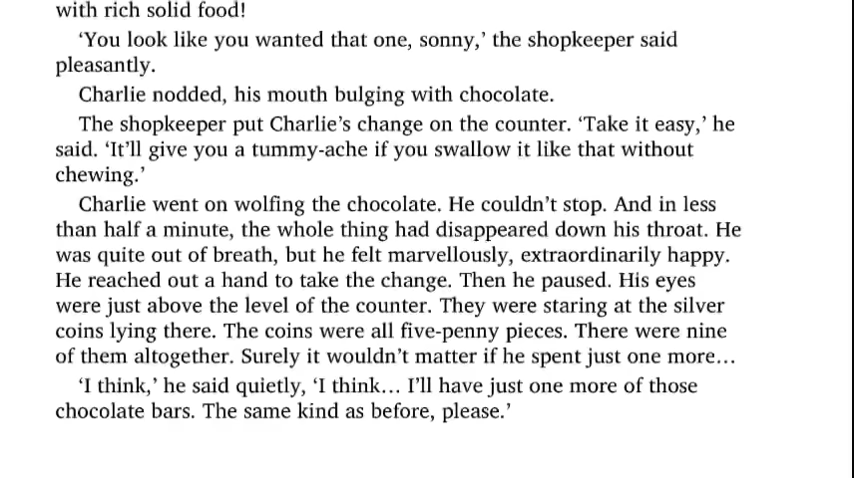 with rich solid food!
‘You look like you wanted that one, sonny,’ the shopkeeper said
pleasantly.
Charlie nodded, his mouth bulging with chocolate.
The shopkeeper put Charlie’s change on the counter. ‘Take it easy,’ he
said. ‘It’ll give you a tummy-ache if you swallow it like that without
chewing.’
Charlie went on wolfing the chocolate. He couldn’t stop. And in less
than half a minute, the whole thing had disappeared down his throat. He
was quite out of breath, but he felt marvellously, extraordinarily happy.
He reached out a hand to take the change. Then he paused. His eyes
were just above the level of the counter. They were staring at the silver
coins lying there. The coins were all five-penny pieces. There were nine
of them altogether. Surely it wouldn’t matter if he spent just one more…
‘I think,’ he said quietly, ‘I think… I’ll have just one more of those
chocolate bars. The same kind as before, please.’